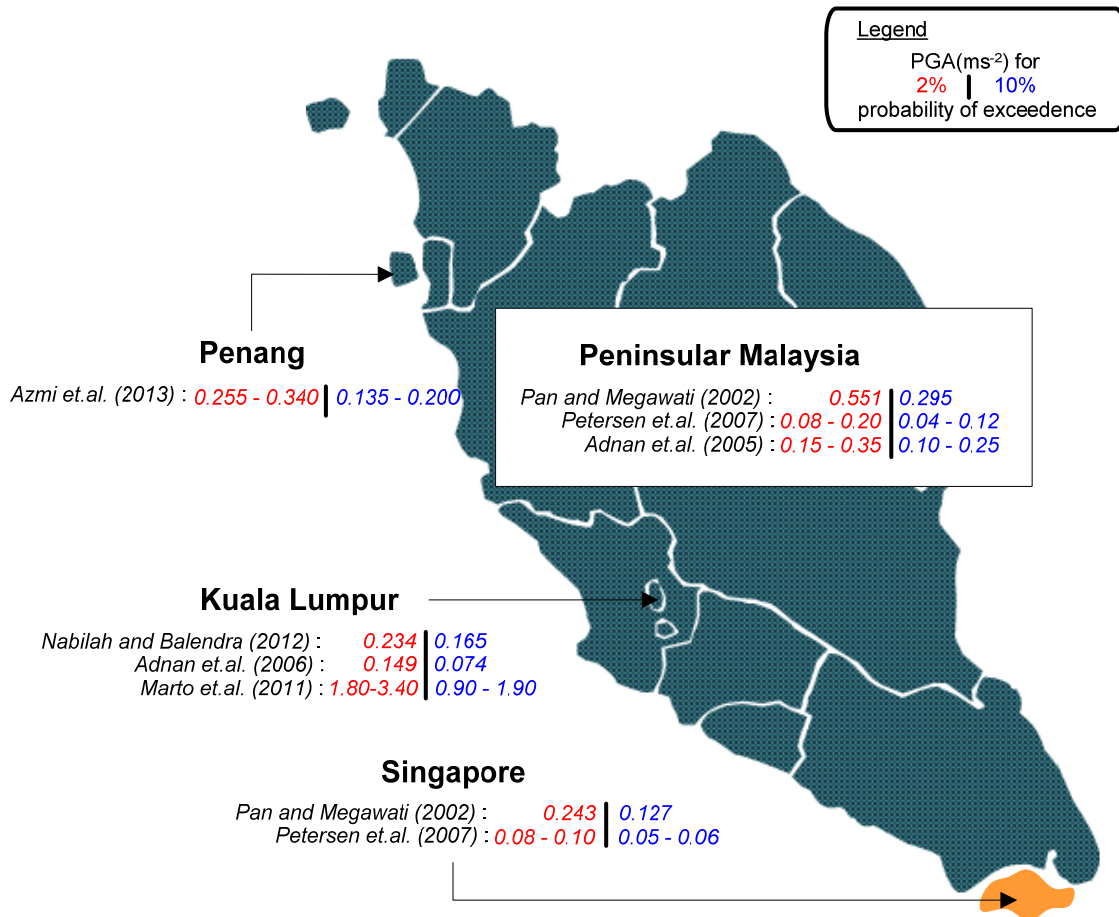 Legend
PGA(ms⁻²) for
2% | 10%
probability of exceedence
Penang
Azmi et.al. (2013) : 0.255 - 0.340 | 0.135 - 0.200
Peninsular Malaysia
Pan and Megawati (2002) : 0.551 | 0.295
Petersen et.al. (2007) : 0.08 - 0.20 | 0.04 - 0.12
Adnan et.al. (2005) : 0.15 - 0.35 | 0.10 - 0.25
Kuala Lumpur
Nabilah and Balendra (2012) : 0.234 | 0.165
Adnan et.al. (2006) : 0.149 | 0.074
Marto et.al. (2011) : 1.80-3.40 | 0.90 - 1.90
Singapore
Pan and Megawati (2002) : 0.243 | 0.127
Petersen et.al. (2007) : 0.08 - 0.10 | 0.05 - 0.06